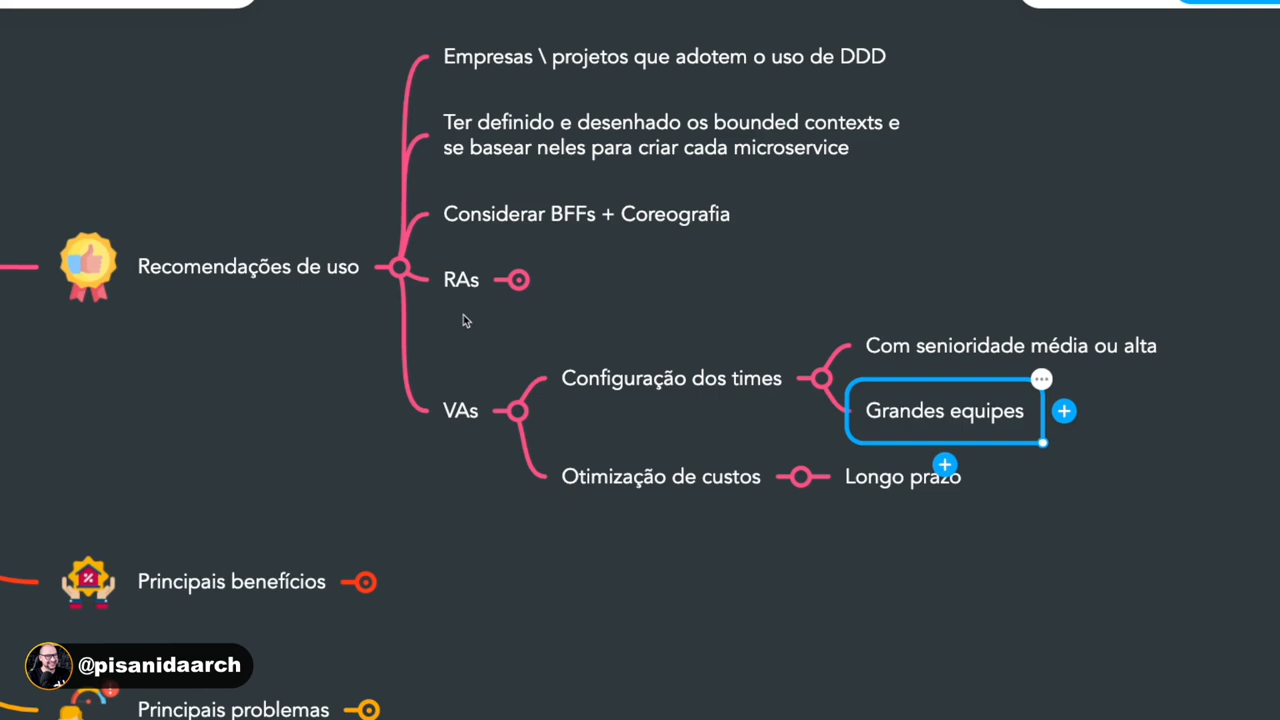 Empresas \ projetos que adotem o uso de DDD
Ter definido e desenhado os bounded contexts e
se basear neles para criar cada microservice
Considerar BFFs + Coreografia
Recomendações de uso
RAs
Com senioridade média ou alta
Configuração dos times
VAs
Grandes equipes
Otimização de custos
Longo prazo
Principais benefícios
@pisanidaarch
Principais problemas